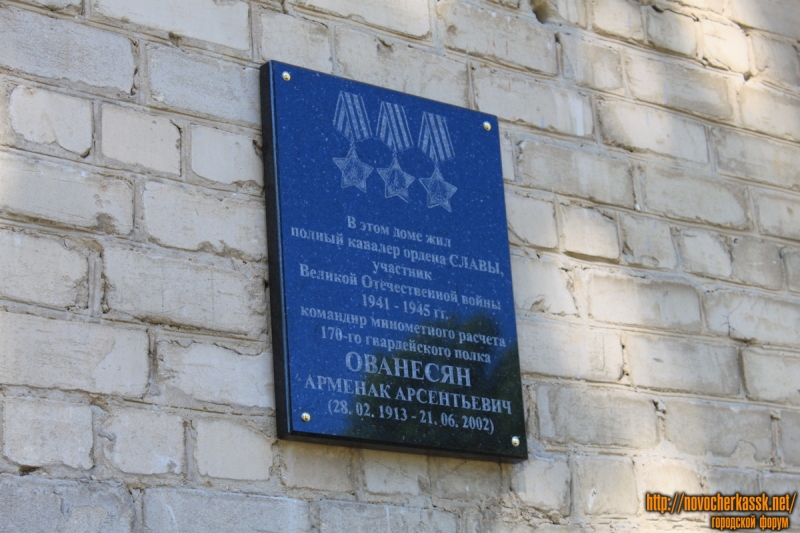 В этом доме жил
полный кавалер ордена СЛАВЫ,
участник
Великой Отечественной войны
1941 - 1945 гг.
командир минометного расчета
170-го гвардейского полка
ОВАНЕСЯН
АРМЕНАК АРСЕНТЬЕВИЧ
(28. 02. 1913 - 21. 06. 2002)
http://novocherkassk.net/
городской форум